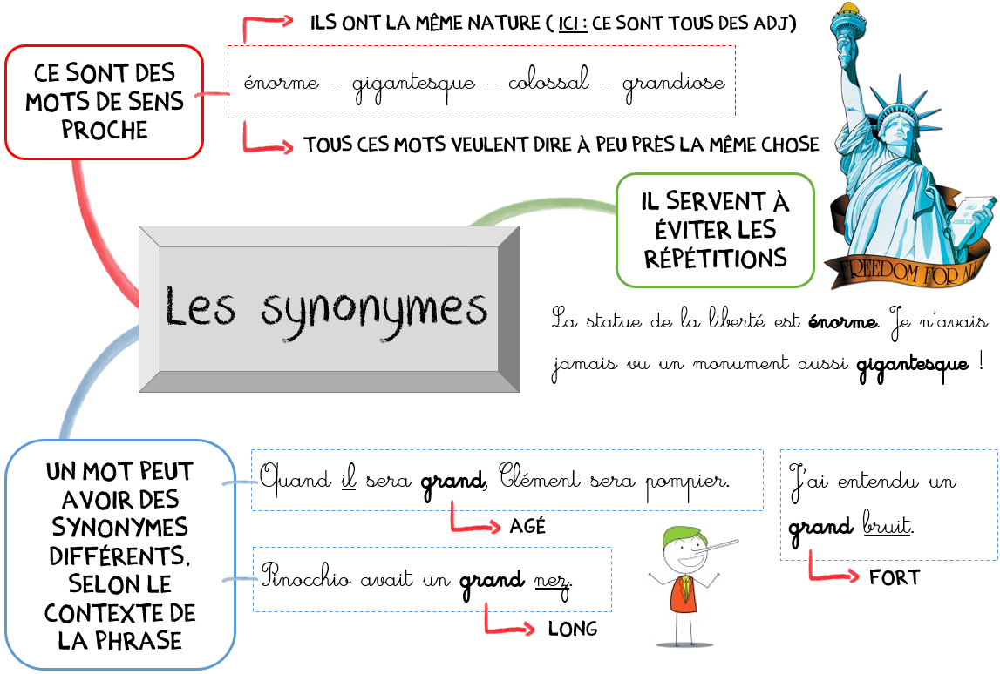 Les synonymes
CE SONT DES
MOTS DE SENS
PROCHE
ILS ONT LA MÊME NATURE ( ICI : CE SONT TOUS DES ADJ)
énorme – gigantesque – colossal – grandiose
TOUS CES MOTS VEULENT DIRE À PEU PRÈS LA MÊME CHOSE
IL SERVENT À
ÉVITER LES
RÉPÉTITIONS
FREEDOM FOR ALL
La statue de la liberté est énorme. Je n'avais
jamais vu un monument aussi gigantesque !
UN MOT PEUT
AVOIR DES
SYNONYMES
DIFFÉRENTS,
SELON LE
CONTEXTE DE
LA PHRASE
Quand il sera grand, Clément sera pompier.
AGÉ
Pinocchio avait un grand nez.
LONG
J'ai entendu un
grand bruit.
FORT